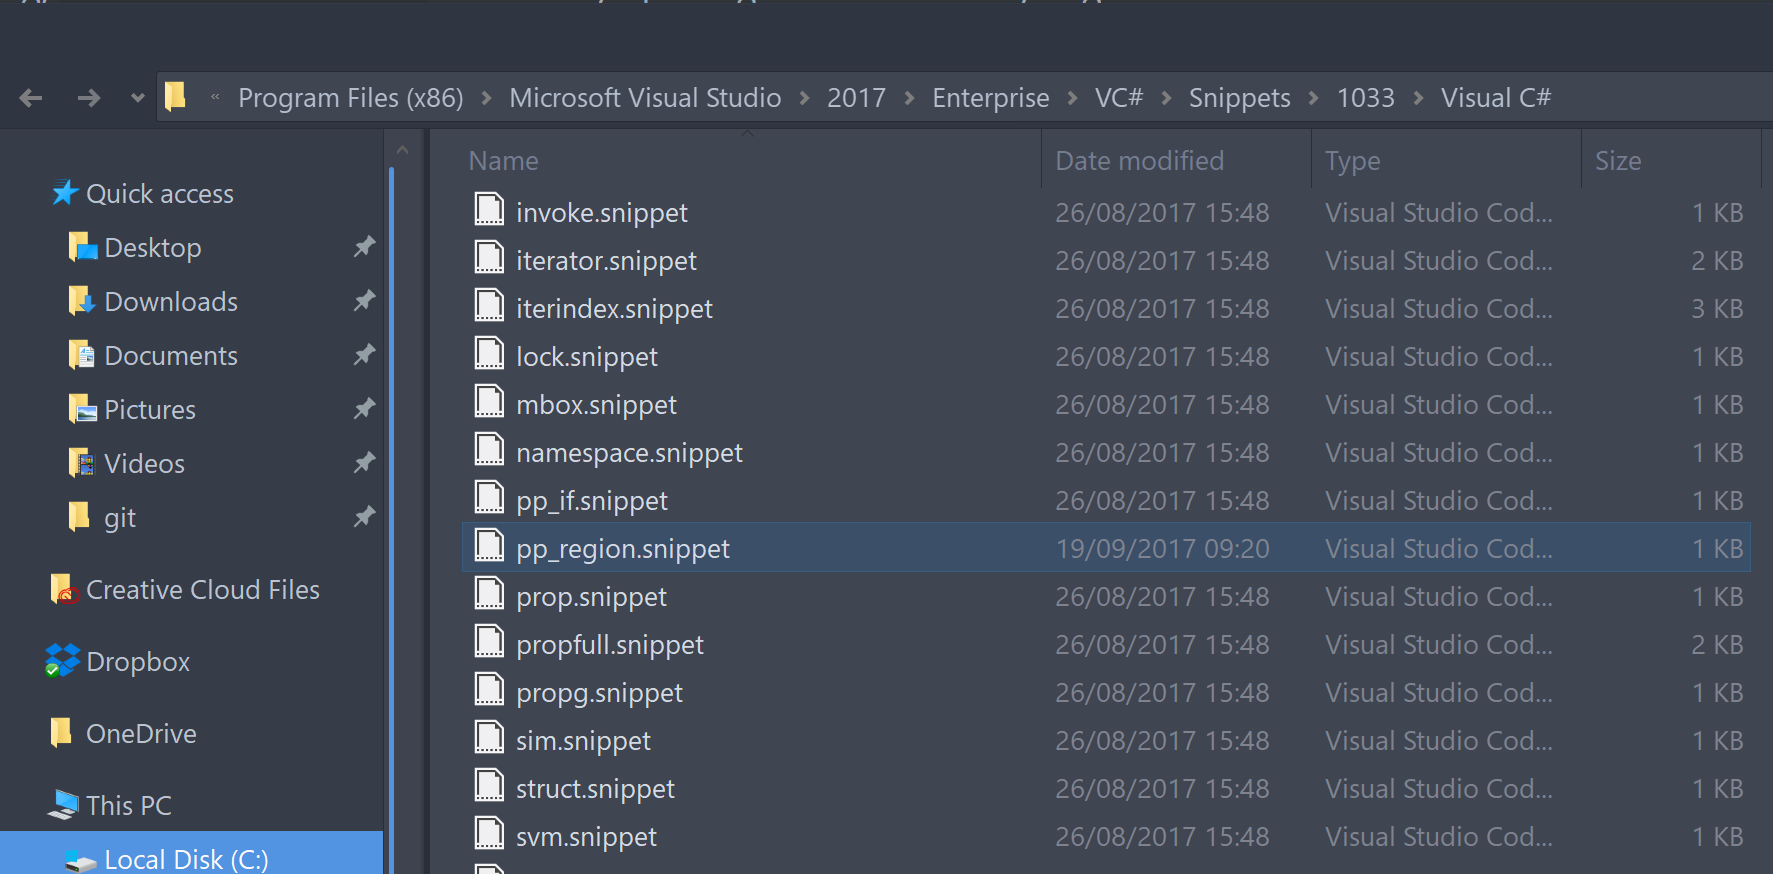 « Program Files (x86) > Microsoft Visual Studio > 2017 > Enterprise > VC# > Snippets > 1033 > Visual C#
Quick access
Desktop
Downloads
Documents
Pictures
Videos
git
Creative Cloud Files
Dropbox
OneDrive
This PC
Local Disk (C:)
Name Date modified Type Size
invoke.snippet 26/08/2017 15:48 Visual Studio Cod... 1 KB
iterator.snippet 26/08/2017 15:48 Visual Studio Cod... 2 KB
iterindex.snippet 26/08/2017 15:48 Visual Studio Cod... 3 KB
lock.snippet 26/08/2017 15:48 Visual Studio Cod... 1 KB
mbox.snippet 26/08/2017 15:48 Visual Studio Cod... 1 KB
namespace.snippet 26/08/2017 15:48 Visual Studio Cod... 1 KB
pp_if.snippet 26/08/2017 15:48 Visual Studio Cod... 1 KB
pp_region.snippet 19/09/2017 09:20 Visual Studio Cod... 1 KB
prop.snippet 26/08/2017 15:48 Visual Studio Cod... 1 KB
propfull.snippet 26/08/2017 15:48 Visual Studio Cod... 2 KB
propg.snippet 26/08/2017 15:48 Visual Studio Cod... 1 KB
sim.snippet 26/08/2017 15:48 Visual Studio Cod... 1 KB
struct.snippet 26/08/2017 15:48 Visual Studio Cod... 1 KB
svm.snippet 26/08/2017 15:48 Visual Studio Cod... 1 KB